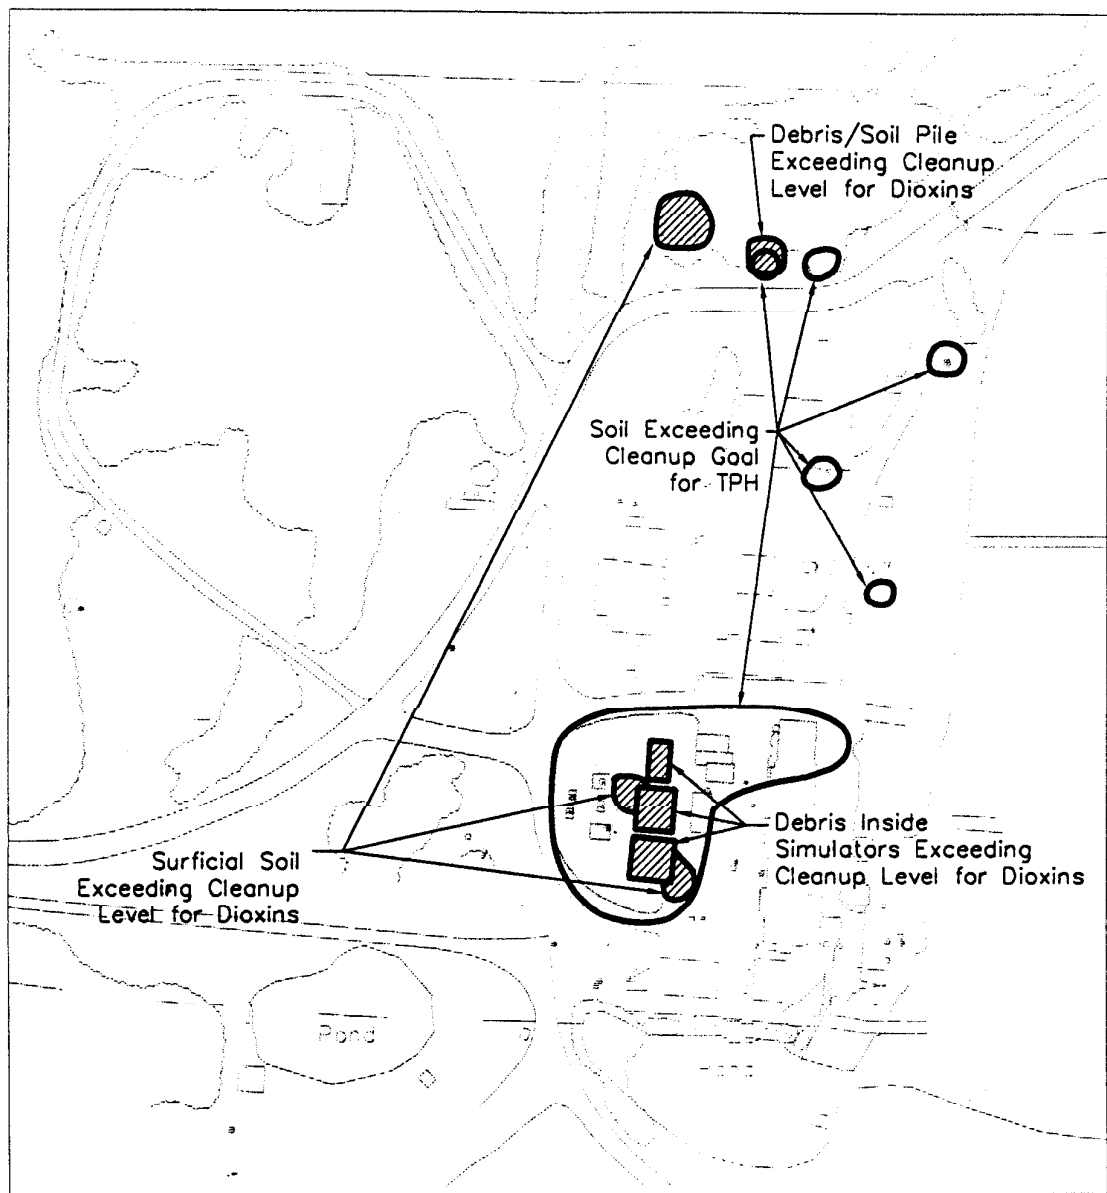 Debris/Soil Pile
Exceeding Cleanup
Level for Dioxins
Soil Exceeding
Cleanup Goal
for TPH
Debris Inside
Simulators Exceeding
Cleanup Level for Dioxins
Surficial Soil
Exceeding Cleanup
Level for Dioxins
Pond